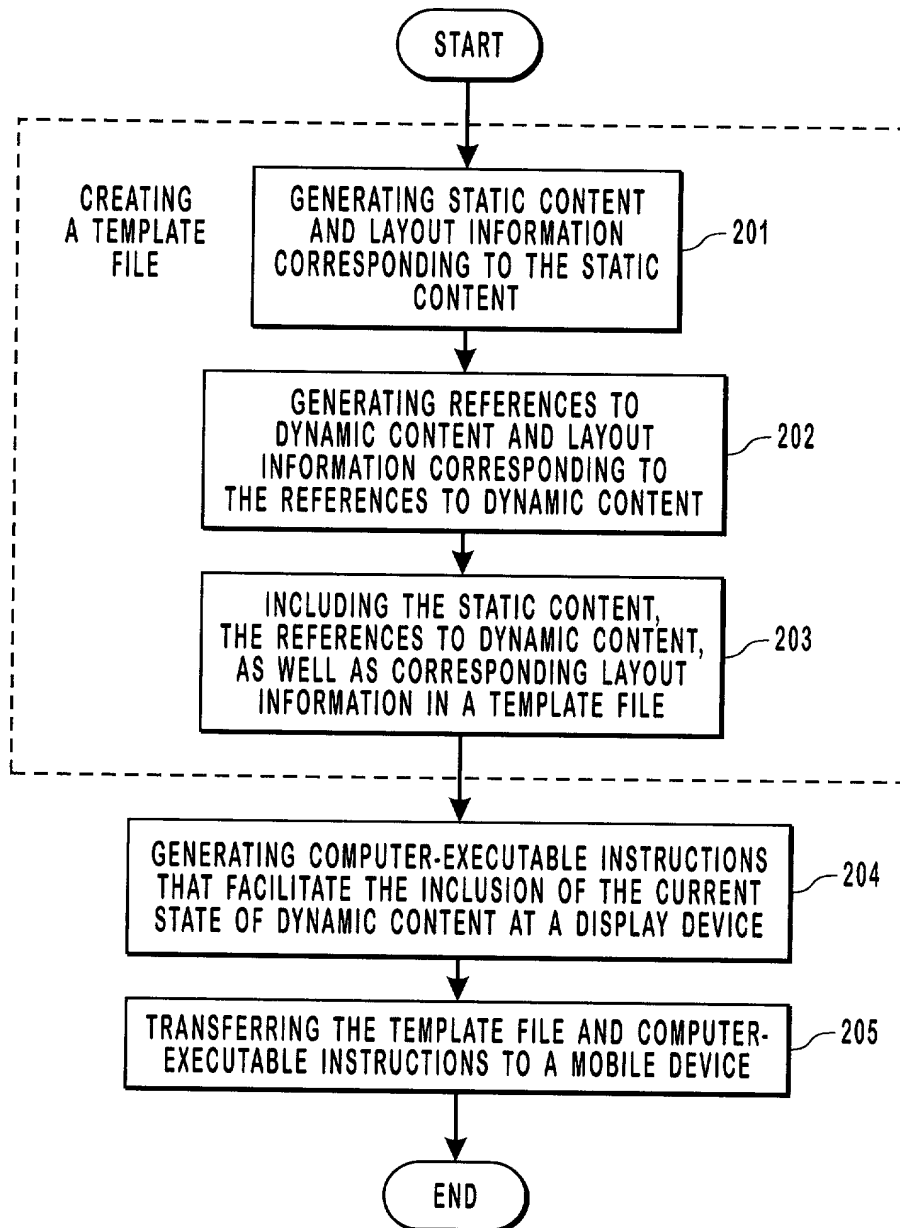 START
CREATING
A TEMPLATE
FILE
GENERATING STATIC CONTENT
AND LAYOUT INFORMATION
CORRESPONDING TO THE STATIC
CONTENT
201
GENERATING REFERENCES TO
DYNAMIC CONTENT AND LAYOUT
INFORMATION CORRESPONDING TO
THE REFERENCES TO DYNAMIC CONTENT
202
INCLUDING THE STATIC CONTENT,
THE REFERENCES TO DYNAMIC CONTENT,
AS WELL AS CORRESPONDING LAYOUT
INFORMATION IN A TEMPLATE FILE
203
GENERATING COMPUTER-EXECUTABLE INSTRUCTIONS
THAT FACILITATE THE INCLUSION OF THE CURRENT
STATE OF DYNAMIC CONTENT AT A DISPLAY DEVICE
204
TRANSFERRING THE TEMPLATE FILE AND COMPUTER-
EXECUTABLE INSTRUCTIONS TO A MOBILE DEVICE
205
END